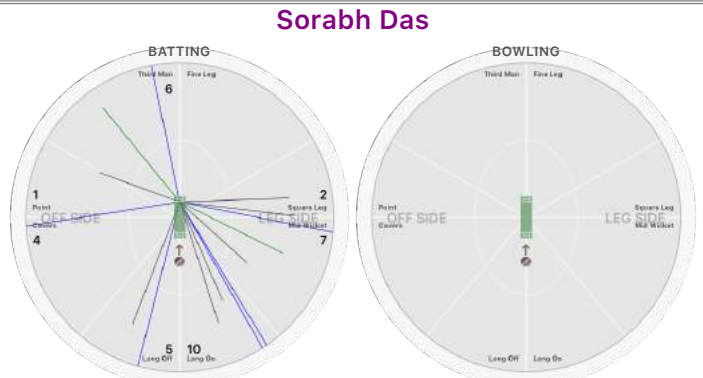 Sorabh Das
BATTING
Third Man Fine Leg
6
1
Point
OFF SIDE
Covers
4
2
Square Leg
LEG SIDE
Mid Wicket
7
5 10
Long Off Long On
BOWLING
Third Man Fine Leg
Point
OFF SIDE
Covers
Square Leg
LEG SIDE
Mid Wicket
Long Off Long On